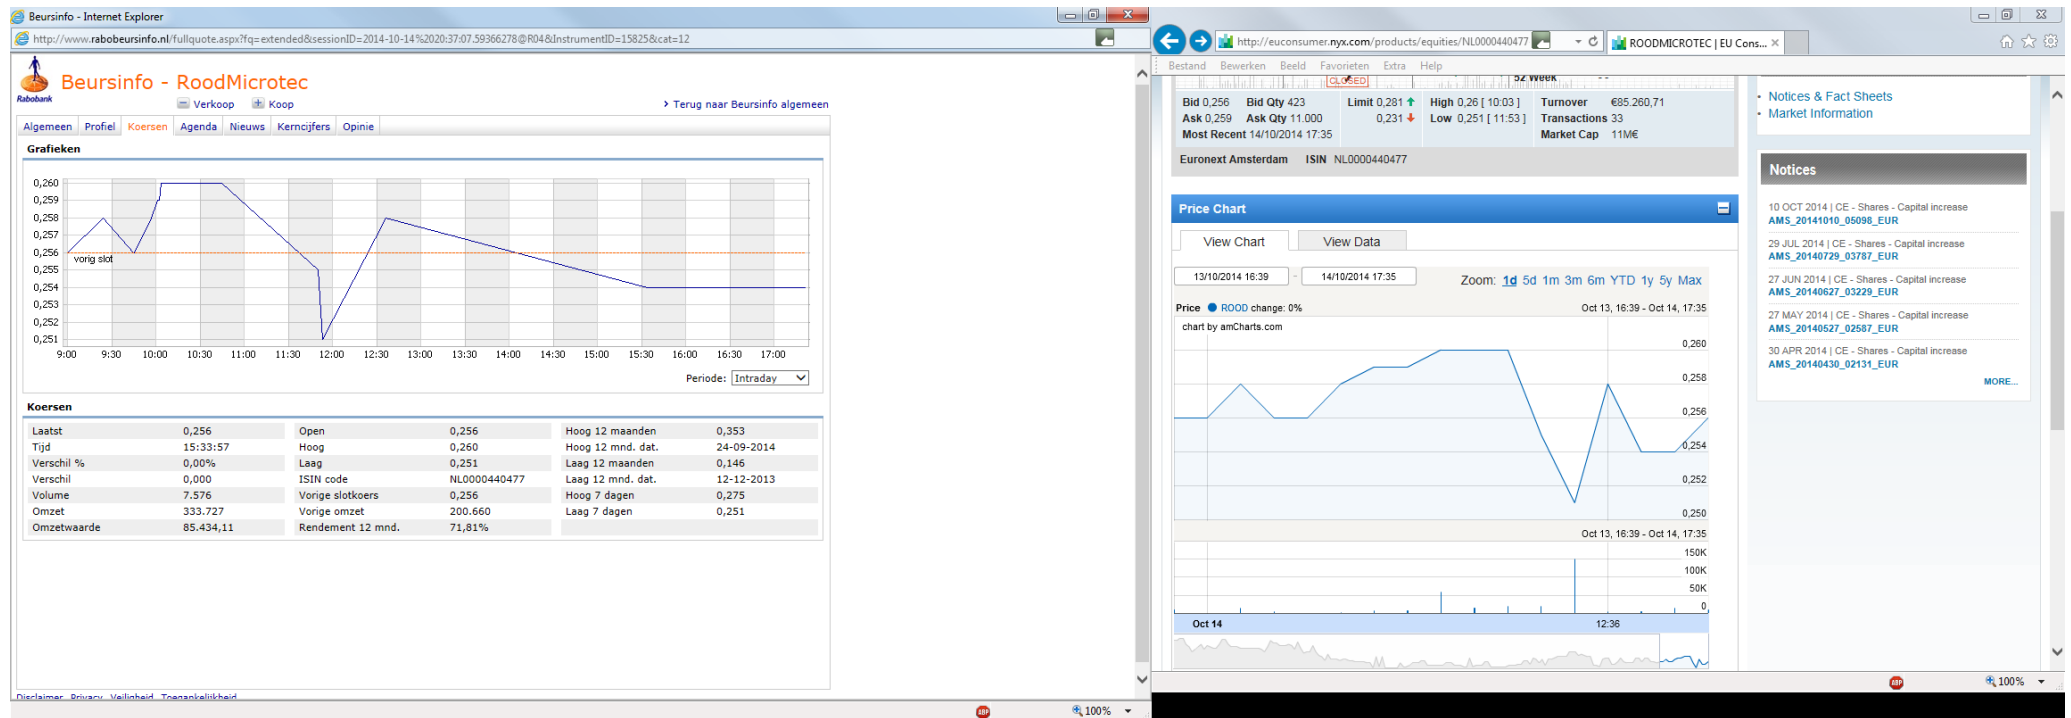 Beursinfo - Internet Explorer
http://www.rabobeursinfo.nl/fullquote.aspx?fq=extended&sessionID=2014-10-14%2020:37:07.59366278@R04&InstrumentID=15825&cat=12
Rabobank
Beursinfo - RoodMicrotec
Verkoop Koop
Terug naar Beursinfo algemeen
Algemeen Profiel Koersen Agenda Nieuws Kerncijfers Opinie
Grafieken
0,260
0,259
0,258
0,257
0,256
vorig slot
0,255
0,254
0,253
0,252
0,251
9:00 9:30 10:00 10:30 11:00 11:30 12:00 12:30 13:00 13:30 14:00 14:30 15:00 15:30 16:00 16:30 17:00
Periode: Intraday
Koersen
Laatst 0,256 Open 0,256 Hoog 12 maanden 0,353
Tijd 15:33:57 Hoog 0,260 Hoog 12 mnd. dat. 24-09-2014
Verschil % 0,00% Laag 0,251 Laag 12 maanden 0,146
Verschil 0,000 ISIN code NL0000440477 Laag 12 mnd. dat. 12-12-2013
Volume 7.576 Vorige slotkoers 0,256 Hoog 7 dagen 0,275
Omzet 333.727 Vorige omzet 200.660 Laag 7 dagen 0,251
Omzetwaarde 85.434,11 Rendement 12 mnd. 71,81%
Disclaimer Privacy Veiligheid Toegankelijkheid
ABP
100%
http://euconsumer.nyx.com/products/equities/NL0000440477
ROODMICROTEC | EU Cons...
Bestand Bewerken Beeld Favorieten Extra Help
CLOSED
52 Week --
Bid 0,256 Bid Qty 423 Limit 0,281 High 0,26 [ 10:03 ] Turnover €85.260,71
Ask 0,259 Ask Qty 11.000 0,231 Low 0,251 [ 11:53 ] Transactions 33
Most Recent 14/10/2014 17:35 Market Cap 11M€
Euronext Amsterdam ISIN NL0000440477
Price Chart
View Chart View Data
13/10/2014 16:39 - 14/10/2014 17:35 Zoom: 1d 5d 1m 3m 6m YTD 1y 5y Max
Price ROOD change: 0% Oct 13, 16:39 - Oct 14, 17:35
chart by amCharts.com
0,260
0,258
0,256
0,254
0,252
0,250
Oct 13, 16:39 - Oct 14, 17:35
150K
100K
50K
0
Oct 14 12:36
Notices & Fact Sheets
Market Information
Notices
10 OCT 2014 | CE - Shares - Capital increase
AMS_20141010_05098_EUR
29 JUL 2014 | CE - Shares - Capital increase
AMS_20140729_03787_EUR
27 JUN 2014 | CE - Shares - Capital increase
AMS_20140627_03229_EUR
27 MAY 2014 | CE - Shares - Capital increase
AMS_20140527_02587_EUR
30 APR 2014 | CE - Shares - Capital increase
AMS_20140430_02131_EUR
MORE...
ABP
100%